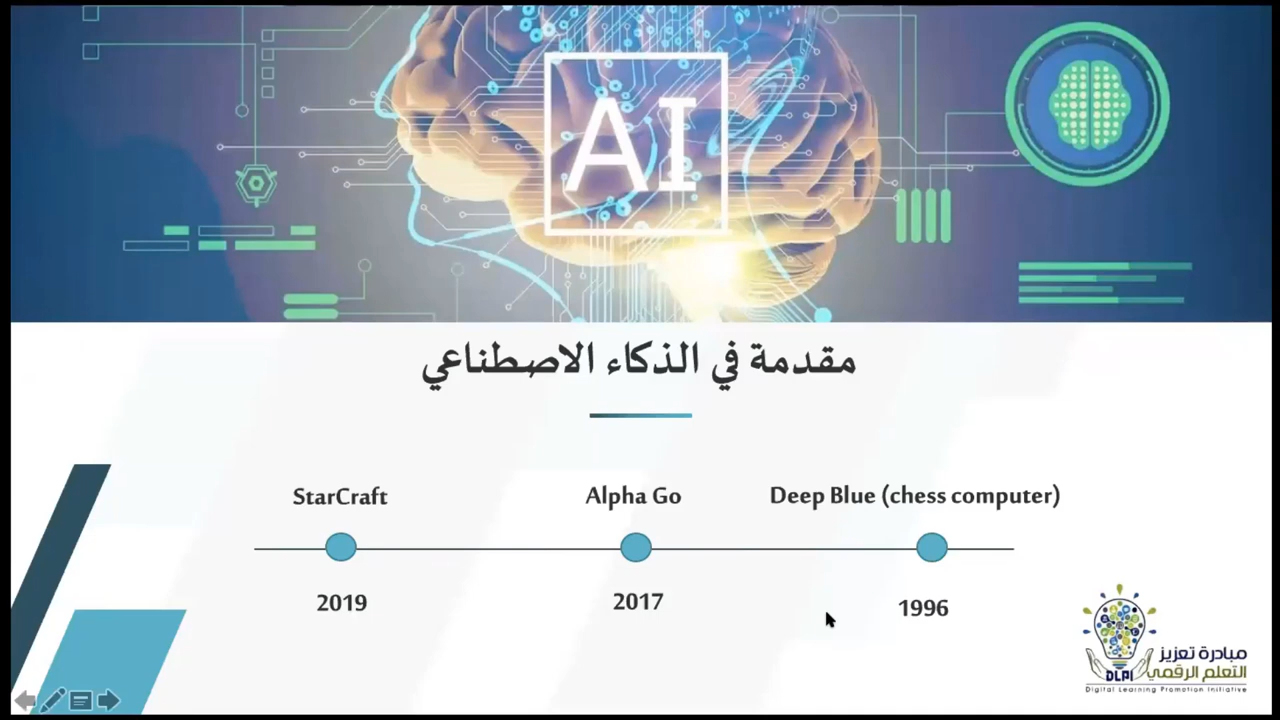 AI
مقدمة في الذكاء الاصطناعي
Deep Blue (chess computer)
Alpha Go
StarCraft
1996
2017
2019
مبادرة تعزيز
التعلم الرقمي
DLPI
Digital Learning Promotion Initiative